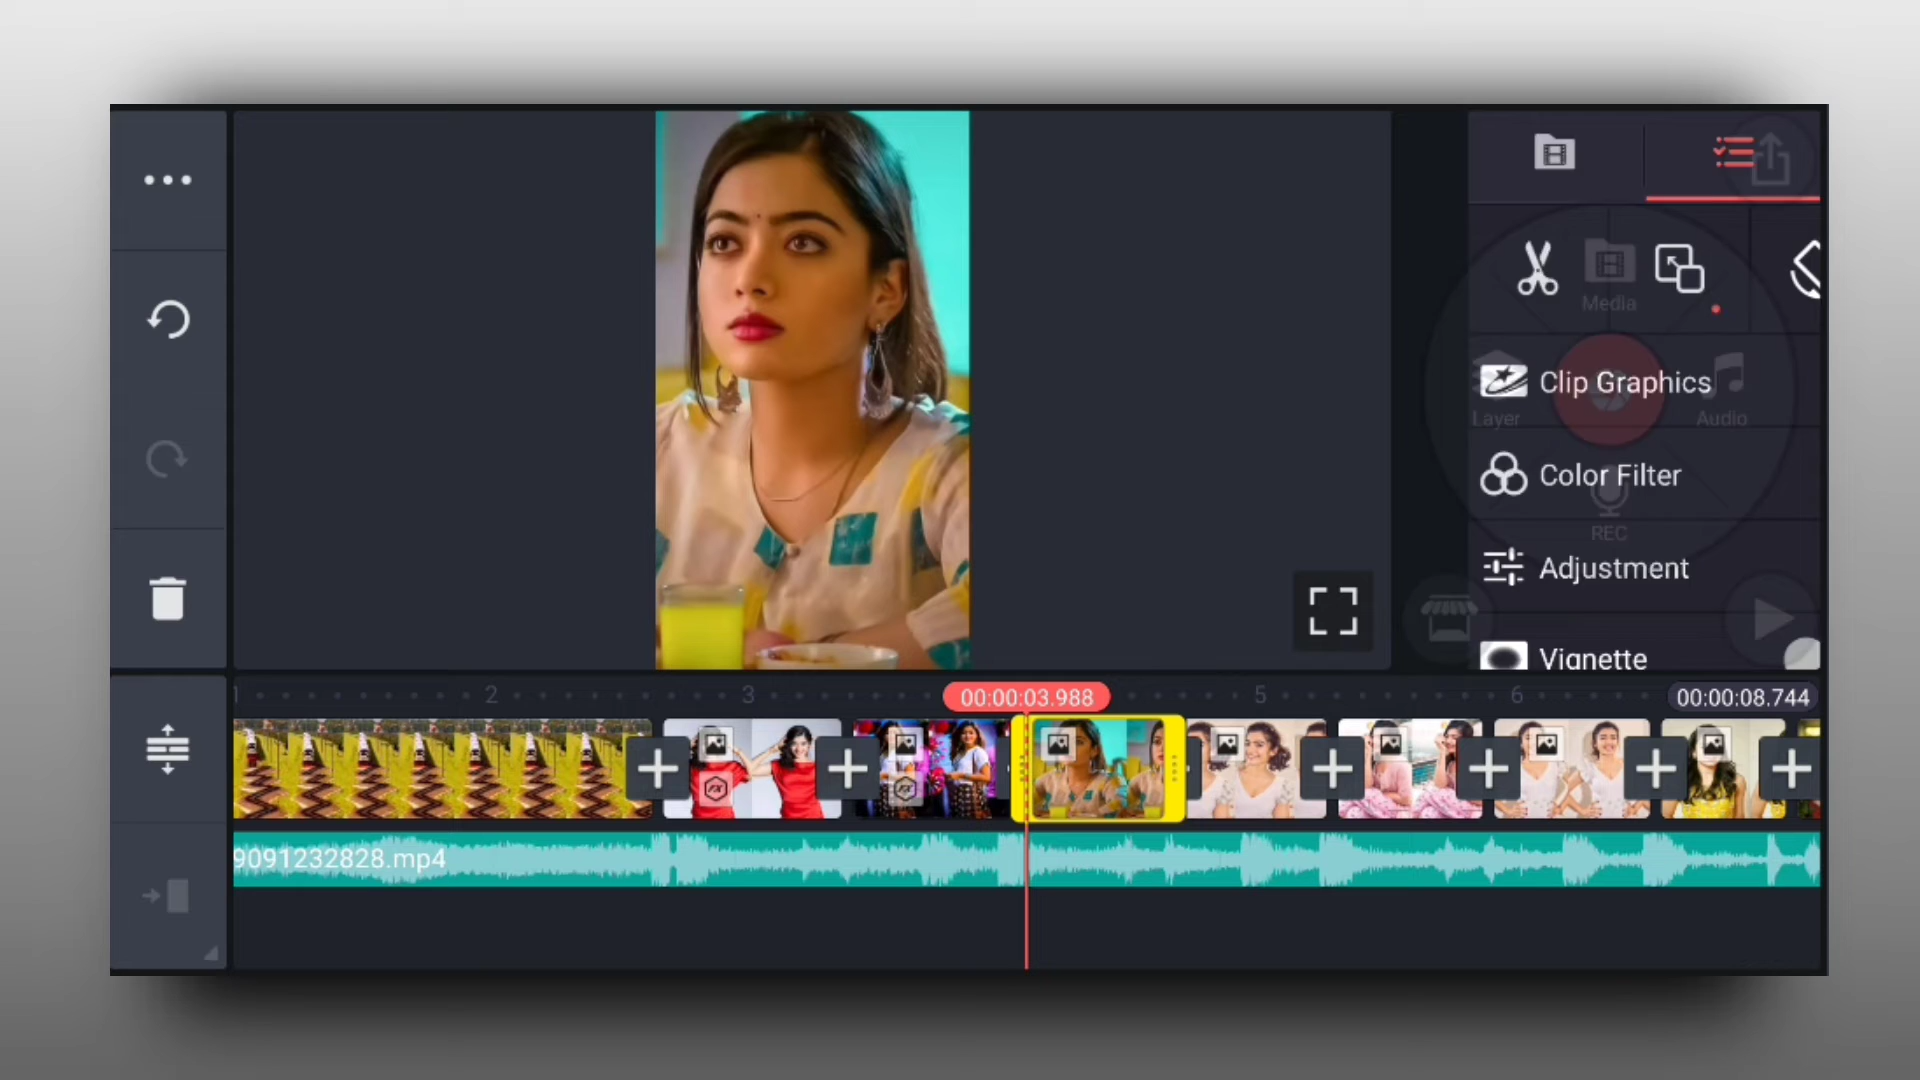 Media
Clip Graphics
Layer
Audio
Color Filter
REC
Adjustment
Vignette
1
2
3
00:00:03.988
5
6
00:00:08.744
9091232828.mp4